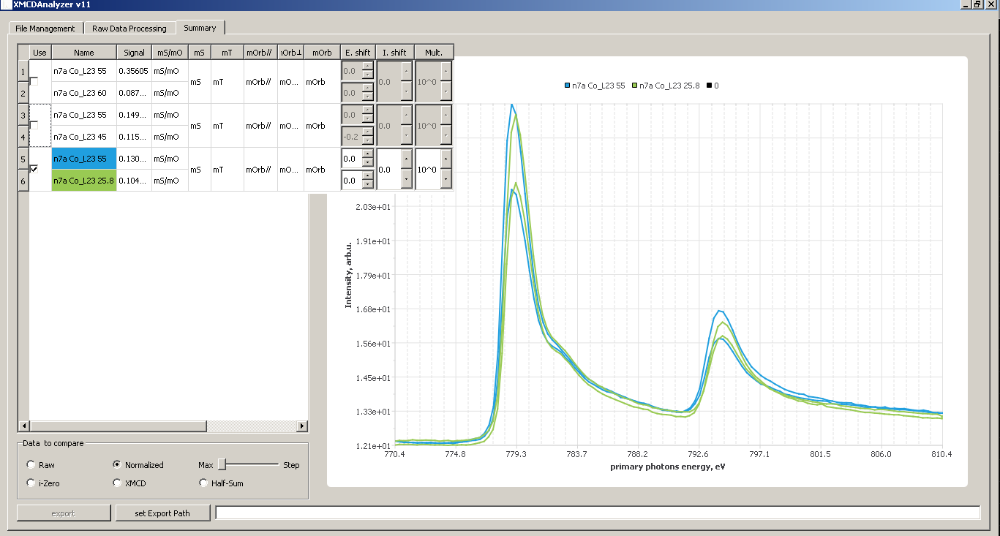 XMCDAnalyzer v11
File Management Raw Data Processing Summary
Use Name Signal mS/mO mS mT mOrb// nOrb⊥ mOrb E. shift I. shift Mult.
1 n7a Co_L23 55 0.35605 mS/mO mS mT mOrb// mO... mOrb 0.0 0.0 10^0
2 n7a Co_L23 60 0.087... mS/mO 0.0
3 n7a Co_L23 55 0.149... mS/mO mS mT mOrb// mO... mOrb 0.0 0.0 10^0
4 n7a Co_L23 45 0.115... mS/mO -0.2
5 n7a Co_L23 55 0.130... mS/mO mS mT mOrb// mO... mOrb 0.0 0.0 10^0
6 n7a Co_L23 25.8 0.104... mS/mO 0.0
n7a Co_L23 55 n7a Co_L23 25.8 0
Intensity, arb.u.
2.03e+01
1.91e+01
1.79e+01
1.68e+01
1.56e+01
1.45e+01
1.33e+01
1.21e+01
770.4 774.8 779.3 783.7 788.2 792.6 797.1 801.5 806.0 810.4
primary photons energy, eV
Data to compare
Raw Normalized Max Step
i-Zero XMCD Half-Sum
export set Export Path